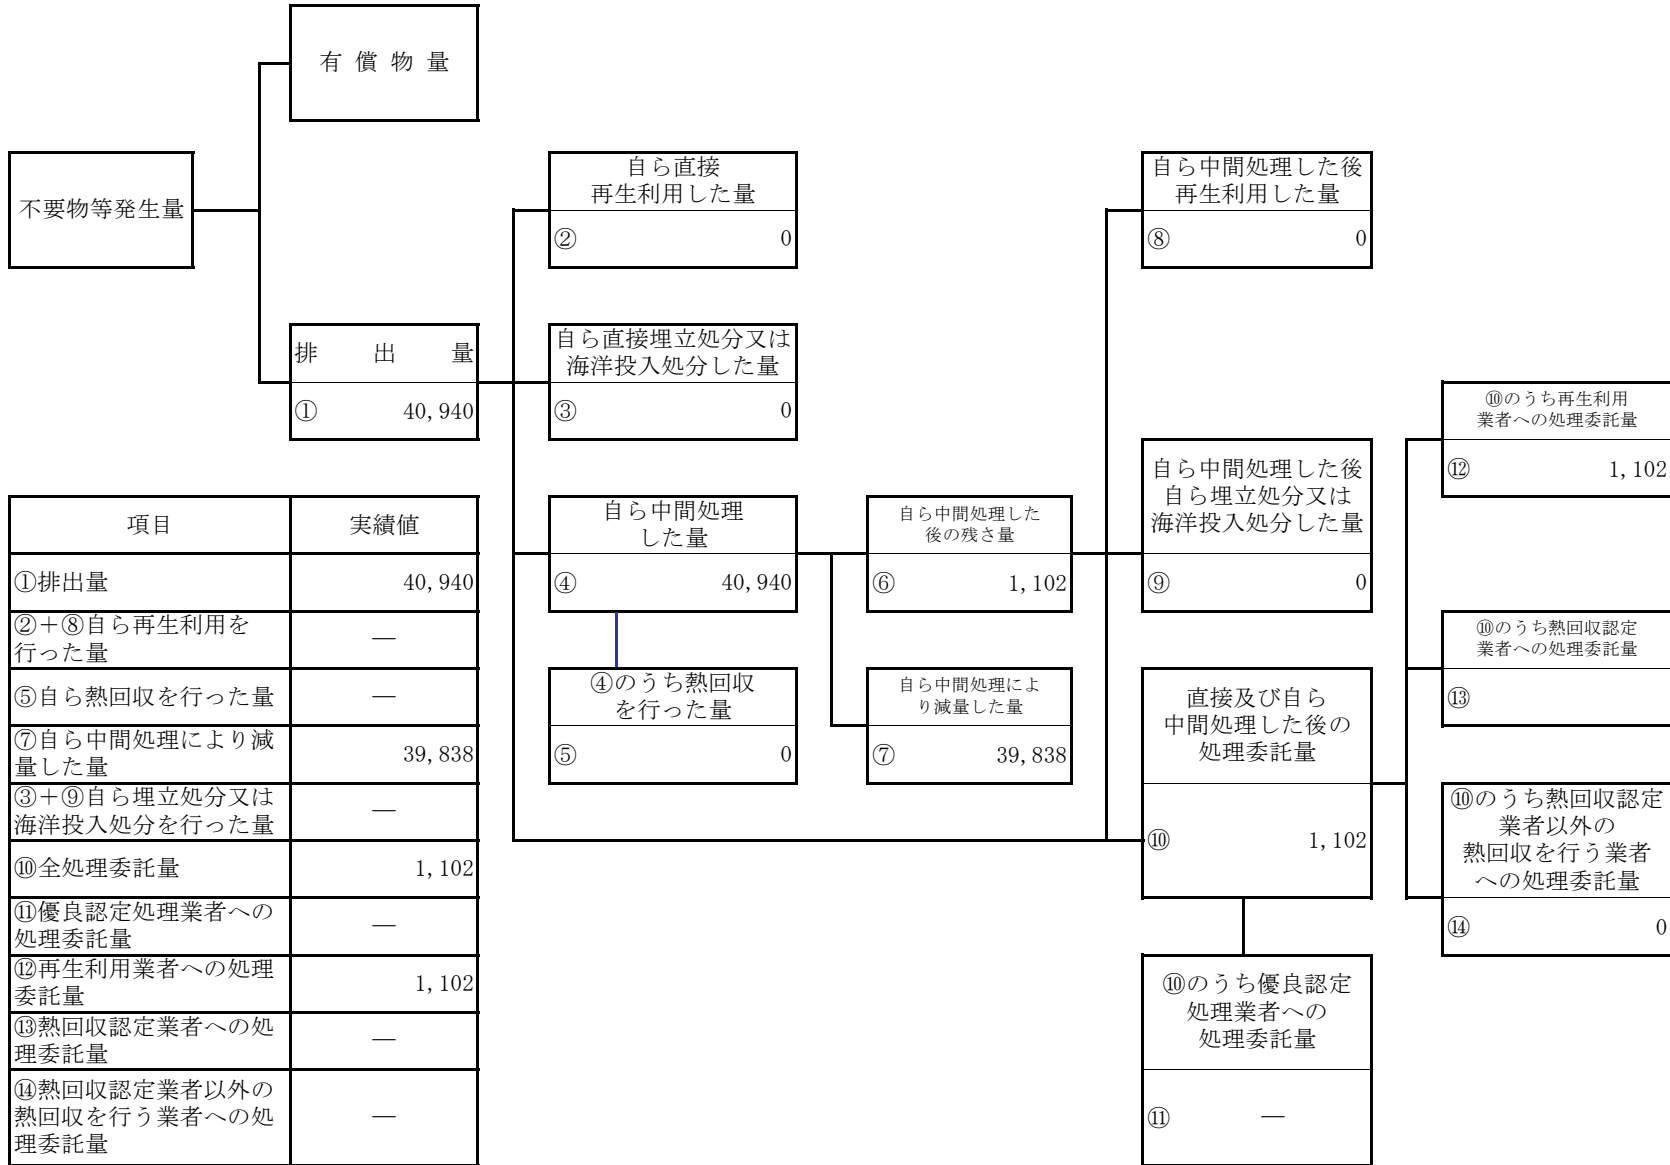 有償物量
不要物等発生量
自ら直接
再生利用した量
② 0
自ら中間処理した後
再生利用した量
⑧ 0
排出量
① 40,940
自ら直接埋立処分又は
海洋投入処分した量
③ 0
⑩のうち再生利用
業者への処理委託量
⑫ 1,102
自ら中間処理した後
自ら埋立処分又は
海洋投入処分した量
⑨ 0
自ら中間処理
した量
④ 40,940
自ら中間処理した
後の残さ量
⑥ 1,102
⑩のうち熱回収認定
業者への処理委託量
⑬
④のうち熱回収
を行った量
⑤ 0
自ら中間処理によ
り減量した量
⑦ 39,838
直接及び自ら
中間処理した後の
処理委託量
⑩ 1,102
⑩のうち熱回収認定
業者以外の
熱回収を行う業者
への処理委託量
⑭ 0
⑩のうち優良認定
処理業者への
処理委託量
⑪ ―
項目 実績値
①排出量 40,940
②＋⑧自ら再生利用を
行った量 ―
⑤自ら熱回収を行った量 ―
⑦自ら中間処理により減
量した量 39,838
③＋⑨自ら埋立処分又は
海洋投入処分を行った量 ―
⑩全処理委託量 1,102
⑪優良認定処理業者への
処理委託量 ―
⑫再生利用業者への処理
委託量 1,102
⑬熱回収認定業者への処
理委託量 ―
⑭熱回収認定業者以外の
熱回収を行う業者への処
理委託量 ―